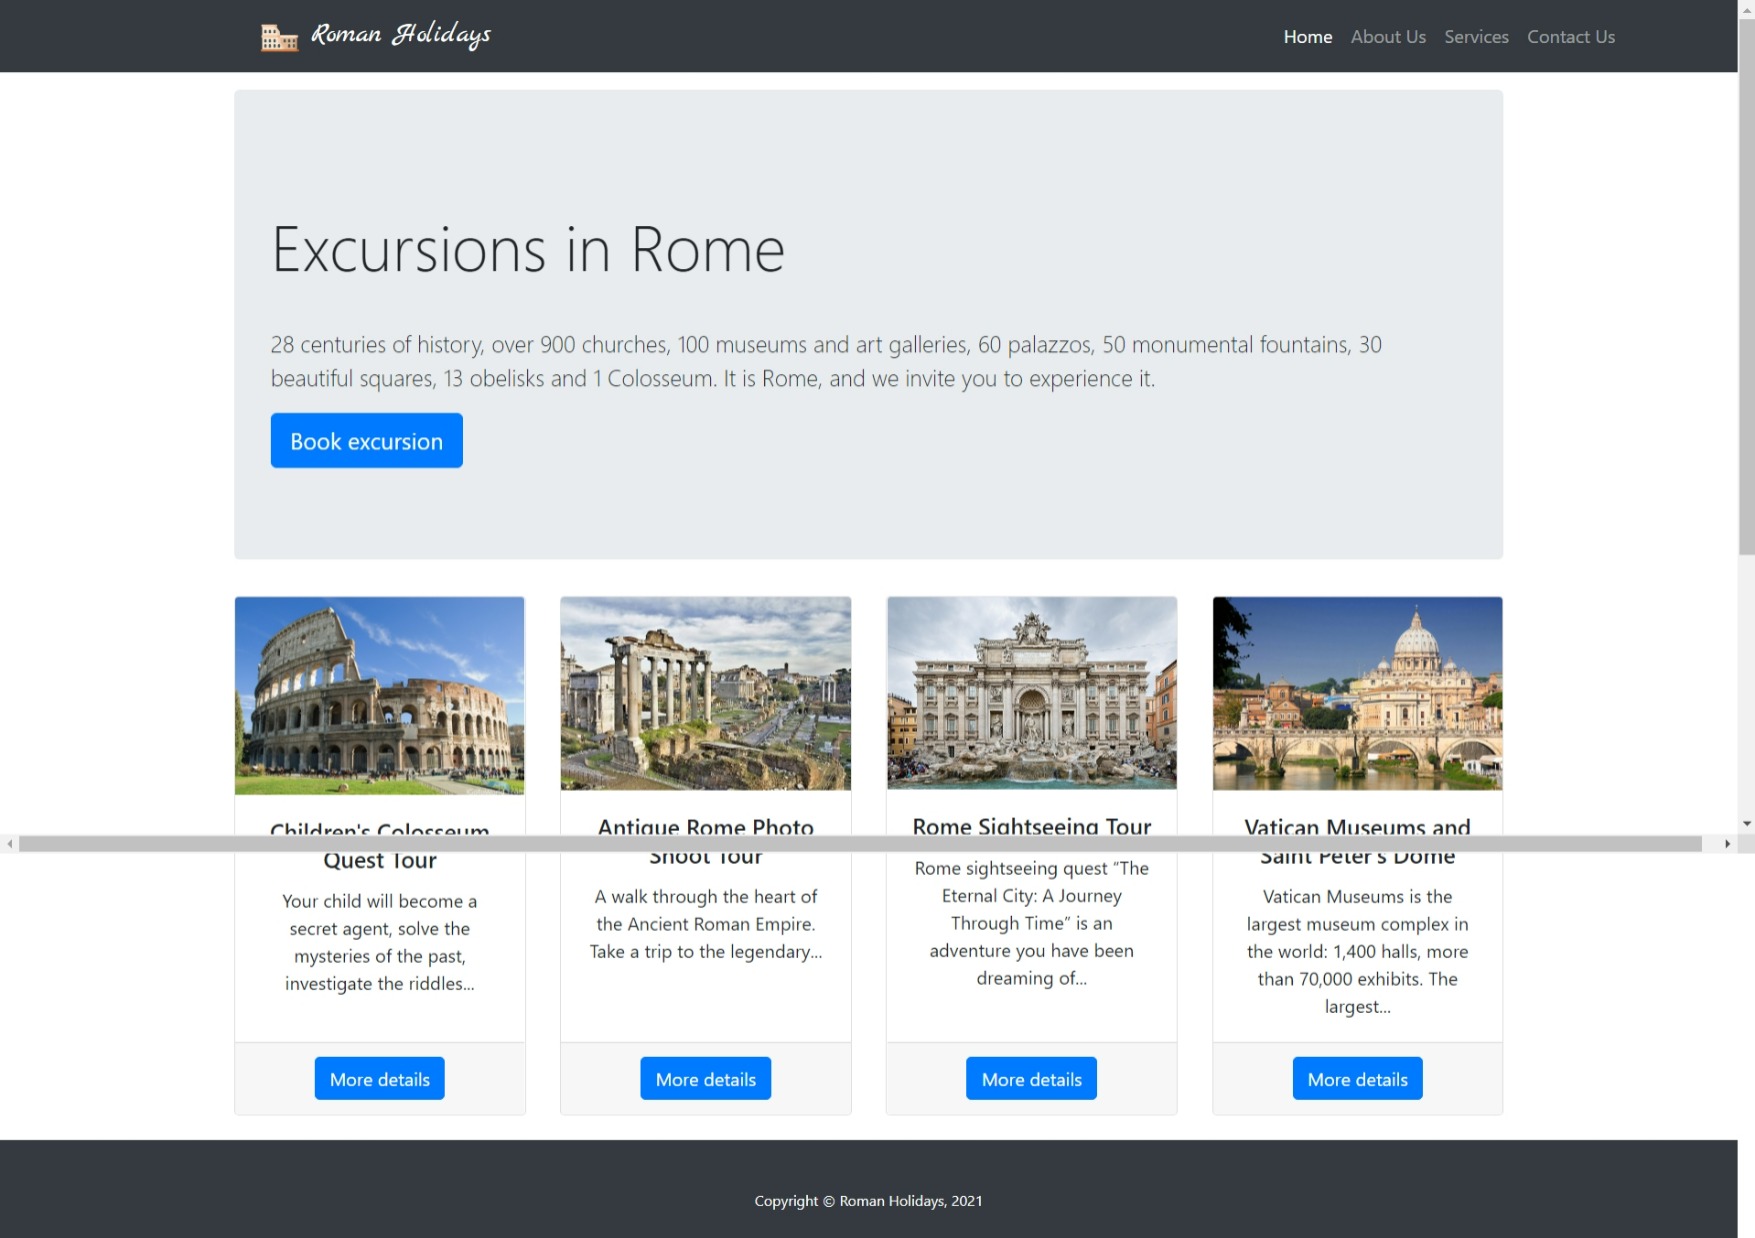 Roman Holidays
Home About Us Services Contact Us
Excursions in Rome
28 centuries of history, over 900 churches, 100 museums and art galleries, 60 palazzos, 50 monumental fountains, 30
beautiful squares, 13 obelisks and 1 Colosseum. It is Rome, and we invite you to experience it.
Book excursion
Children's Colosseum
Quest Tour
Your child will become a
secret agent, solve the
mysteries of the past,
investigate the riddles...
More details
Antique Rome Photo
Shoot Tour
A walk through the heart of
the Ancient Roman Empire.
Take a trip to the legendary...
More details
Rome Sightseeing Tour
Rome sightseeing quest “The
Eternal City: A Journey
Through Time” is an
adventure you have been
dreaming of...
More details
Vatican Museums and
Saint Peter's Dome
Vatican Museums is the
largest museum complex in
the world: 1,400 halls, more
than 70,000 exhibits. The
largest...
More details
Copyright © Roman Holidays, 2021